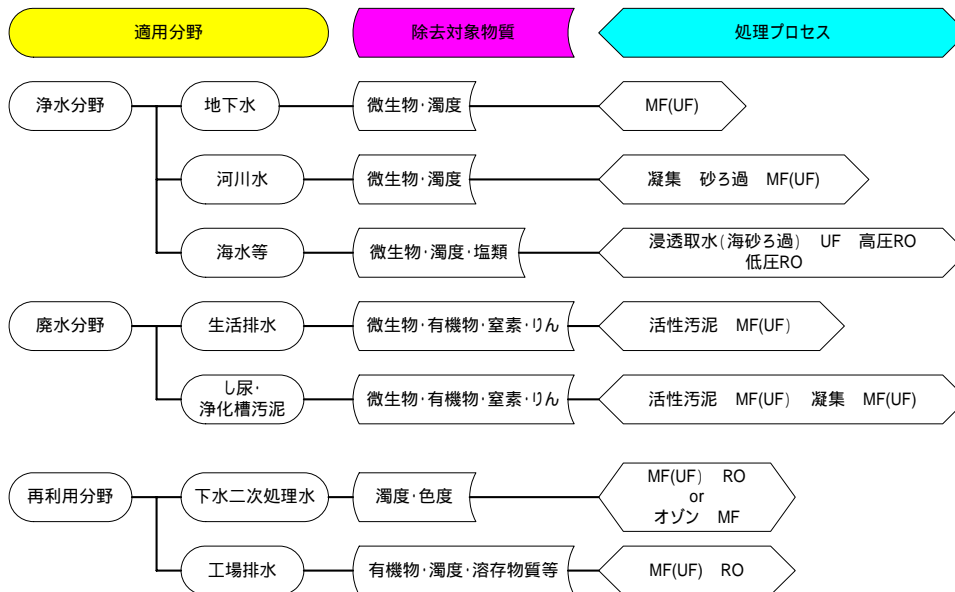 適用分野
除去対象物質
処理プロセス
浄水分野
地下水
微生物・濁度
MF(UF)
河川水
微生物・濁度
凝集 砂ろ過 MF(UF)
海水等
微生物・濁度・塩類
浸透取水(海砂ろ過) UF 高圧RO
低圧RO
廃水分野
生活排水
微生物・有機物・窒素・りん
活性汚泥 MF(UF)
し尿・
浄化槽汚泥
微生物・有機物・窒素・りん
活性汚泥 MF(UF) 凝集 MF(UF)
再利用分野
下水二次処理水
濁度・色度
MF(UF) RO
or
オゾン MF
工場排水
有機物・濁度・溶存物質等
MF(UF) RO